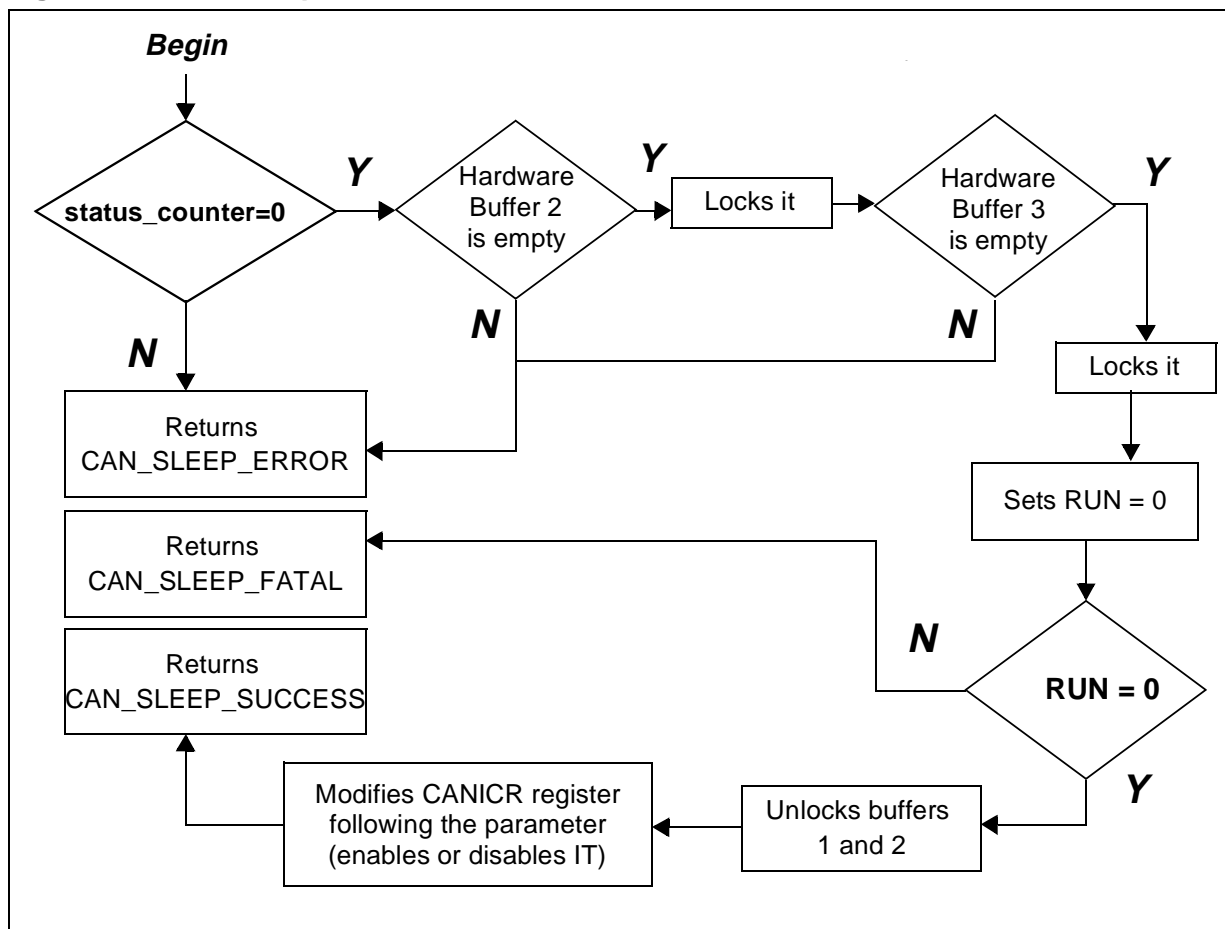 Begin
status_counter=0
Y
Hardware
Buffer 2
is empty
Y
Locks it
Hardware
Buffer 3
is empty
Y
N
N
N
Locks it
Returns
CAN_SLEEP_ERROR
Sets RUN = 0
Returns
CAN_SLEEP_FATAL
N
RUN = 0
Returns
CAN_SLEEP_SUCCESS
Y
Modifies CANICR register
following the parameter
(enables or disables IT)
Unlocks buffers
1 and 2